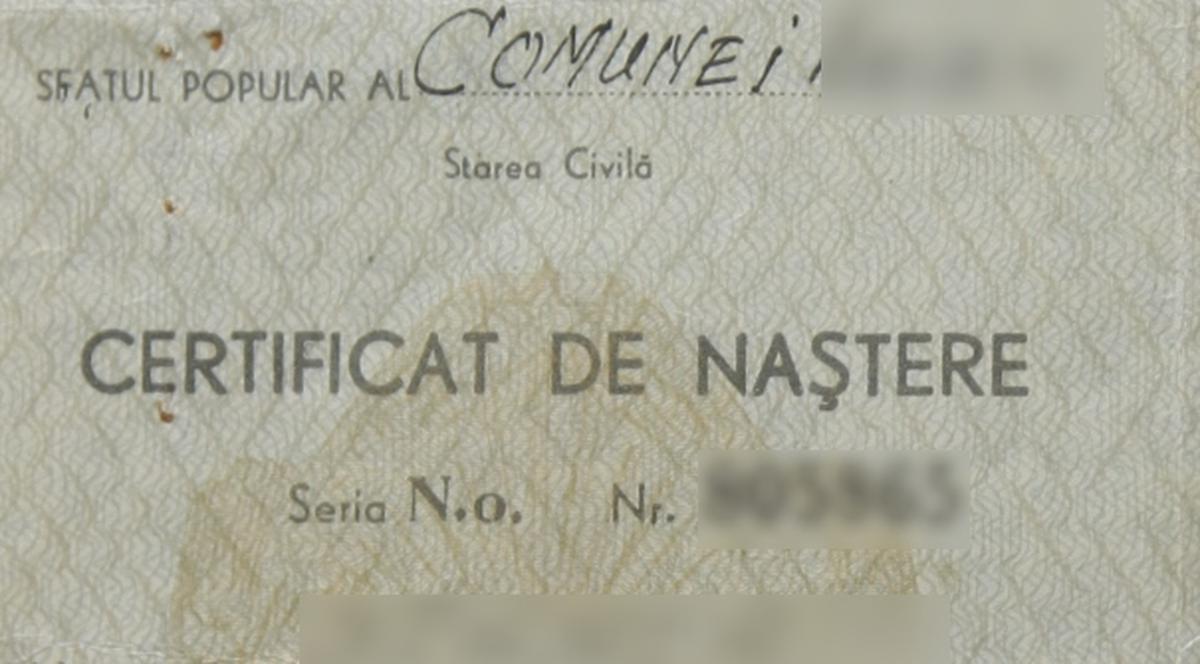 SFATUL POPULAR AL COMUNEI
Starea Civilă
CERTIFICAT DE NAŞTERE
Seria N.o. Nr.